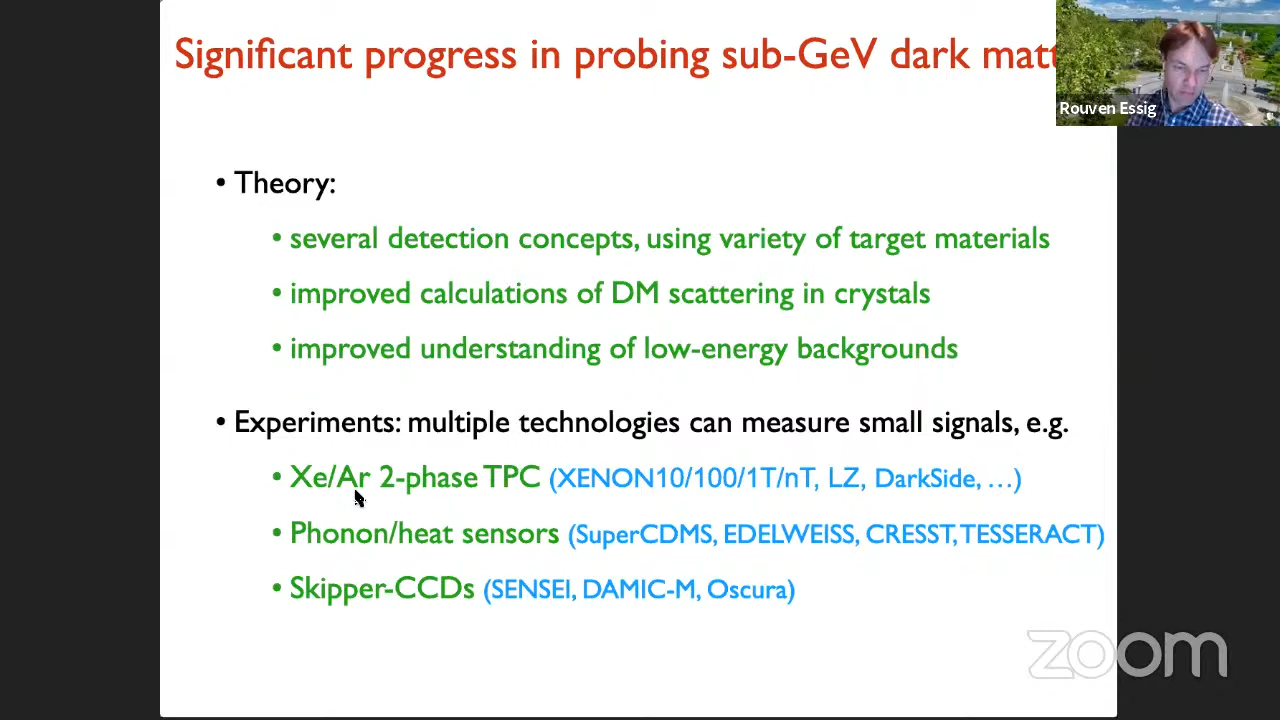 Significant progress in probing sub-GeV dark matt
Rouven Essig
• Theory:
• several detection concepts, using variety of target materials
• improved calculations of DM scattering in crystals
• improved understanding of low-energy backgrounds
• Experiments: multiple technologies can measure small signals, e.g.
• Xe/Ar 2-phase TPC (XENON10/100/1T/nT, LZ, DarkSide, …)
• Phonon/heat sensors (SuperCDMS, EDELWEISS, CRESST, TESSERACT)
• Skipper-CCDs (SENSEI, DAMIC-M, Oscura)
zoom